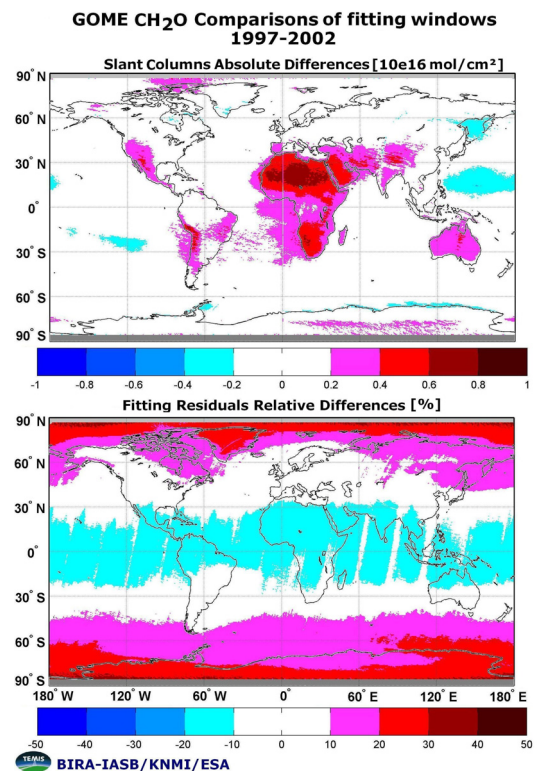 GOME CH2O Comparisons of fitting windows
1997-2002
Slant Columns Absolute Differences [10e16 mol/cm²]
90° N
60° N
30° N
0°
30° S
60° S
90° S
-1 -0.8 -0.6 -0.4 -0.2 0 0.2 0.4 0.6 0.8 1
Fitting Residuals Relative Differences [%]
90° N
60° N
30° N
0°
30° S
60° S
90° S
180° W 120° W 60° W 0° 60° E 120° E 180° E
-50 -40 -30 -20 -10 0 10 20 30 40 50
TEMIS BIRA-IASB/KNMI/ESA